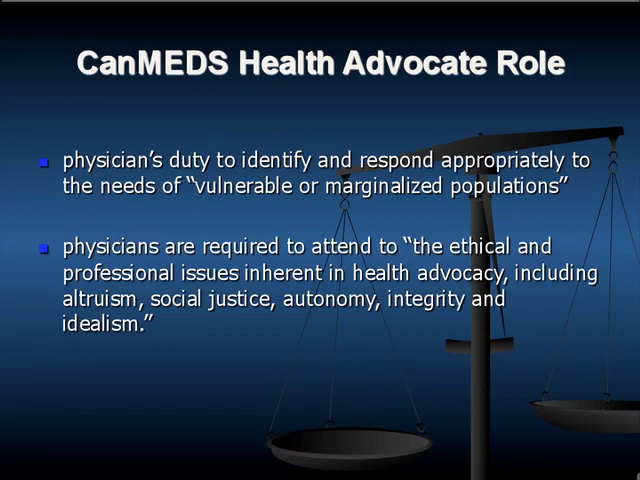 CanMEDS Health Advocate Role
physician’s duty to identify and respond appropriately to
the needs of “vulnerable or marginalized populations”
physicians are required to attend to “the ethical and
professional issues inherent in health advocacy, including
altruism, social justice, autonomy, integrity and
idealism.”